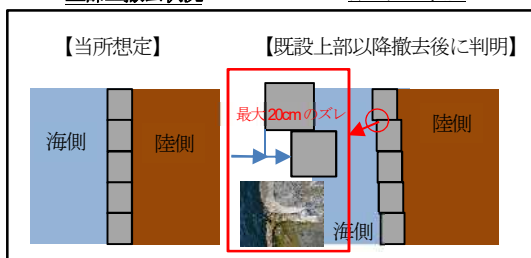 【当所想定】
【既設上部以降撤去後に判明】
最大20cmのズレ
海側
陸側
陸側
海側